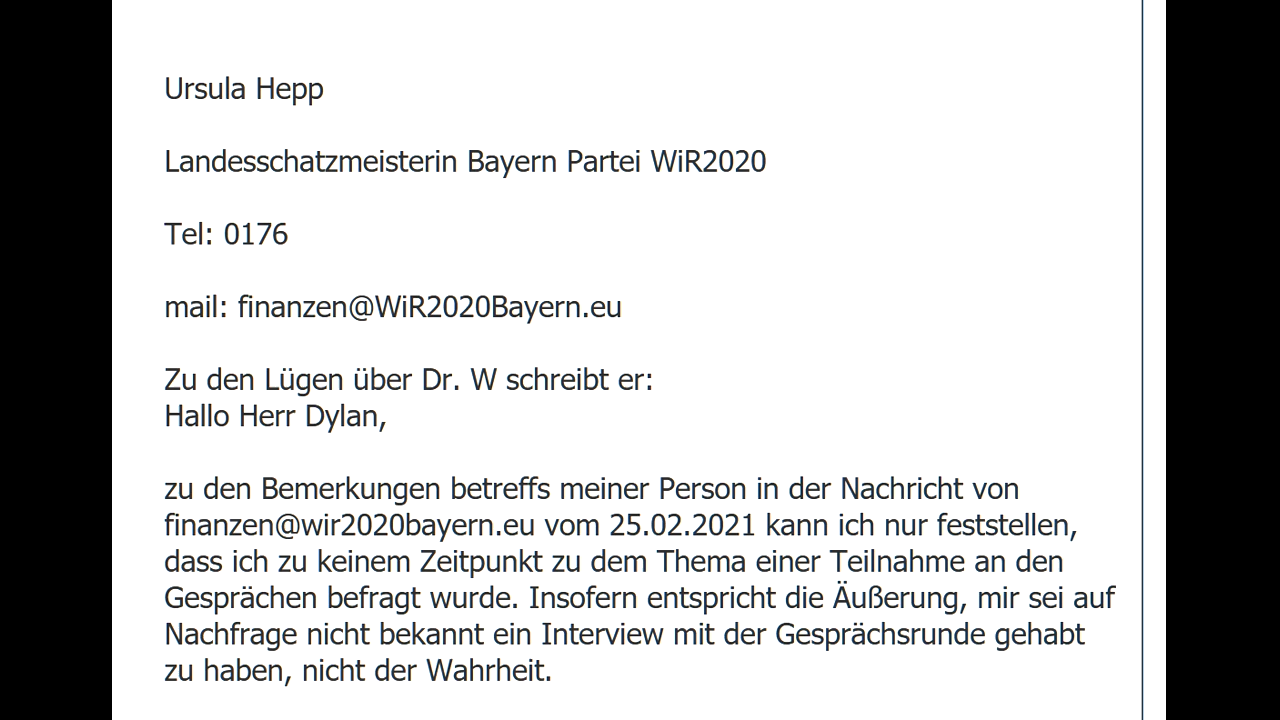 Ursula Hepp
Landesschatzmeisterin Bayern Partei WiR2020
Tel: 0176
mail: finanzen@WiR2020Bayern.eu
Zu den Lügen über Dr. W schreibt er:
Hallo Herr Dylan,
zu den Bemerkungen betreffs meiner Person in der Nachricht von
finanzen@wir2020bayern.eu vom 25.02.2021 kann ich nur feststellen,
dass ich zu keinem Zeitpunkt zu dem Thema einer Teilnahme an den
Gesprächen befragt wurde. Insofern entspricht die Äußerung, mir sei auf
Nachfrage nicht bekannt ein Interview mit der Gesprächsrunde gehabt
zu haben, nicht der Wahrheit.